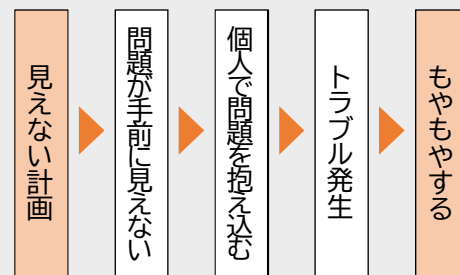 見えない計画
問題が手前に見えない
個人で問題を抱え込む
トラブル発生
もやもやする